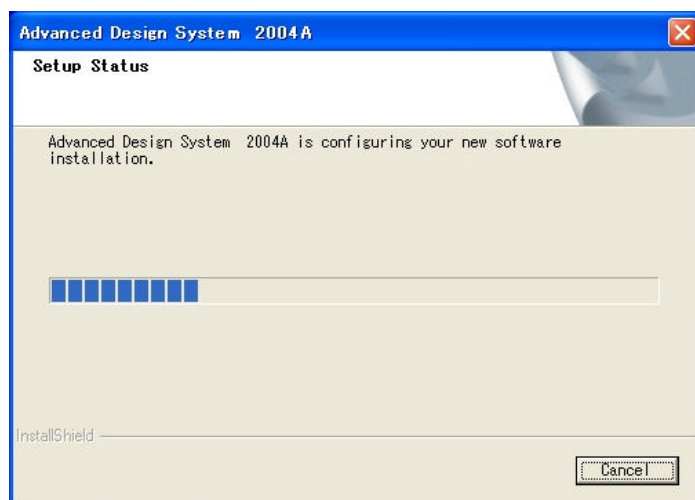 Advanced Design System 2004A
Setup Status
Advanced Design System 2004A is configuring your new software
installation.
InstallShield
Cancel